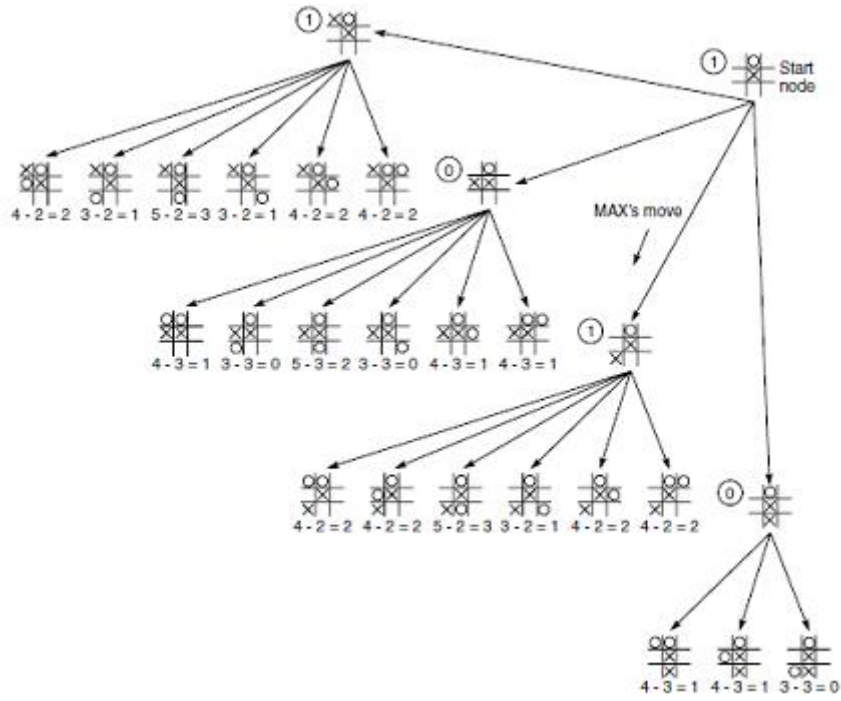 1
1 Start
node
4 - 2 = 2 3 - 2 = 1 5 - 2 = 3 3 - 2 = 1 4 - 2 = 2 4 - 2 = 2
0
MAX's move
4 - 3 = 1 3 - 3 = 0 5 - 3 = 2 3 - 3 = 0 4 - 3 = 1 4 - 3 = 1
1
4 - 2 = 2 4 - 2 = 2 5 - 2 = 3 3 - 2 = 1 4 - 2 = 2 4 - 2 = 2
0
4 - 3 = 1 4 - 3 = 1 3 - 3 = 0